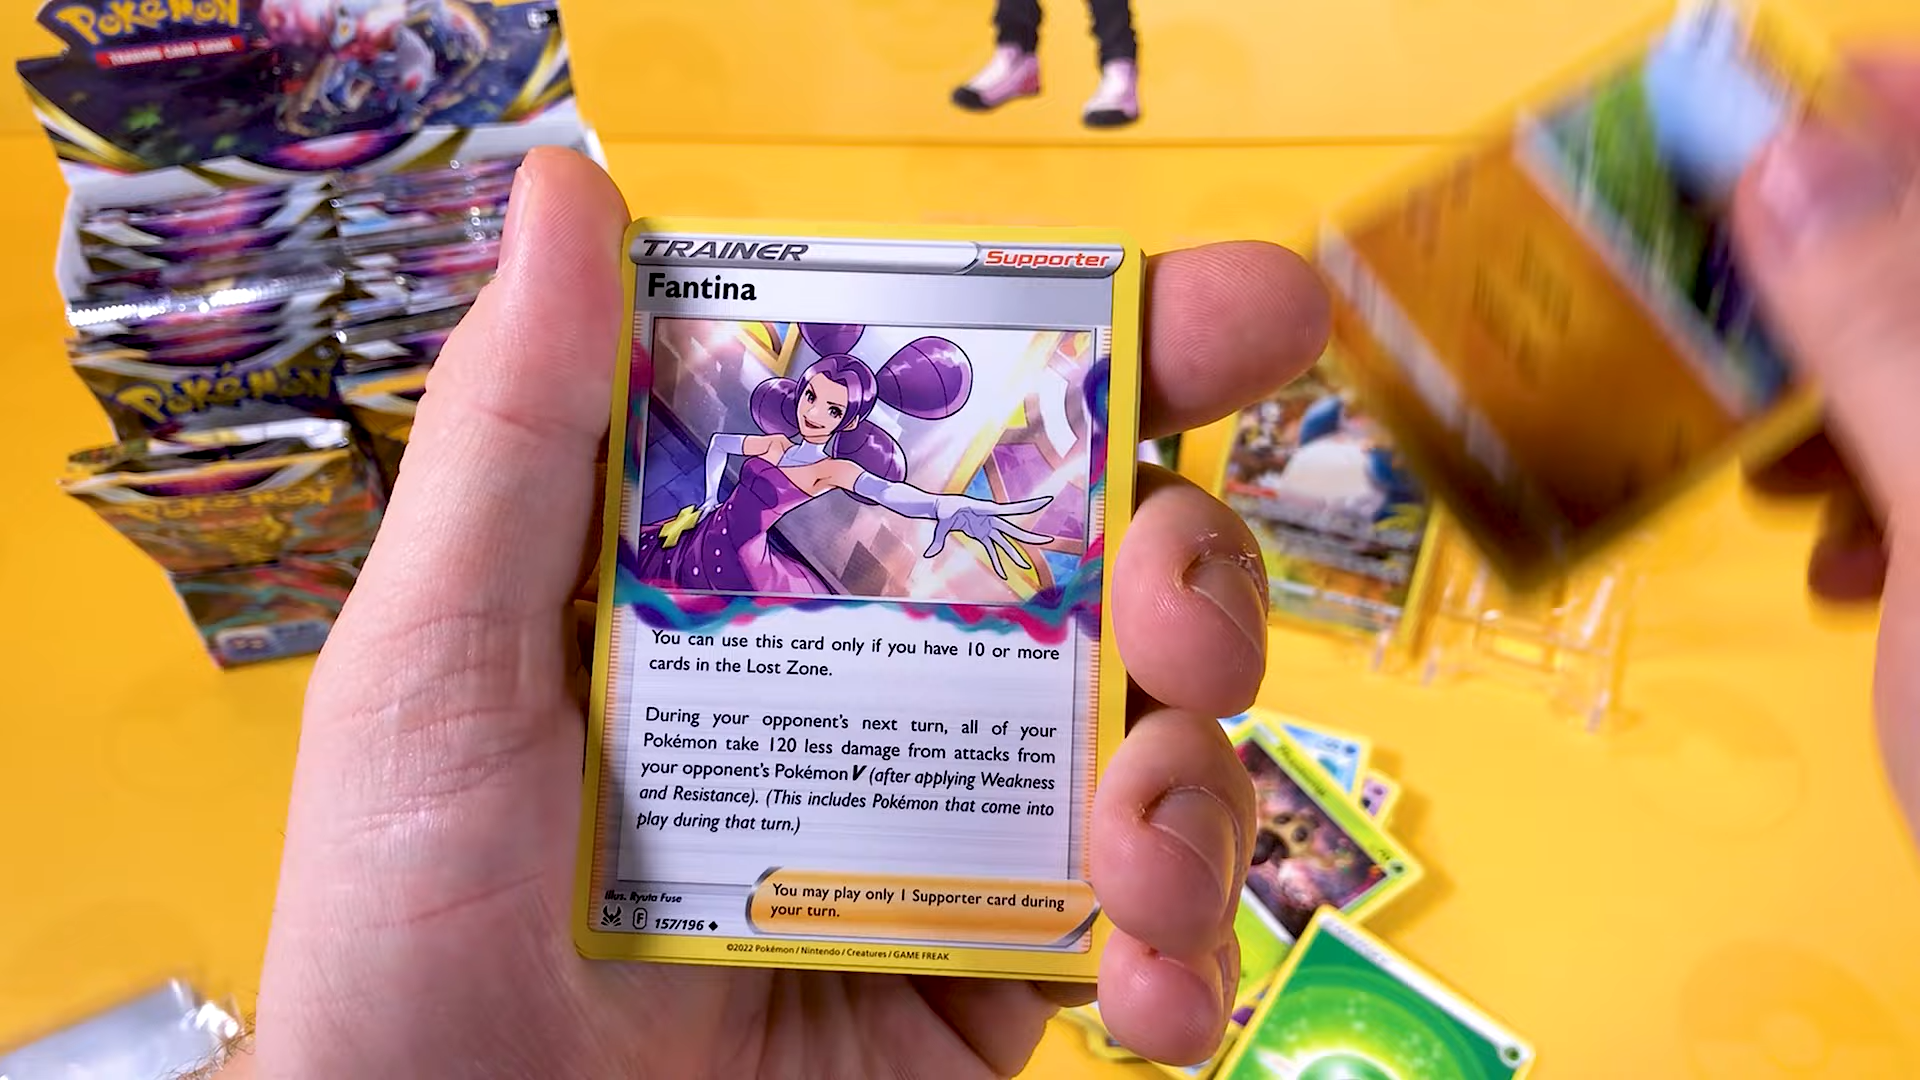 POKéMON
TRADING CARD GAME
POKéMON
POKéMON
TRAINER
Supporter
Fantina
You can use this card only if you have 10 or more
cards in the Lost Zone.
During your opponent's next turn, all of your
Pokémon take 120 less damage from attacks from
your opponent's Pokémon V (after applying Weakness
and Resistance). (This includes Pokémon that come into
play during that turn.)
You may play only 1 Supporter card during
your turn.
Illus. Ryuta Fuse
F
157/196
©2022 Pokémon / Nintendo / Creatures / GAME FREAK